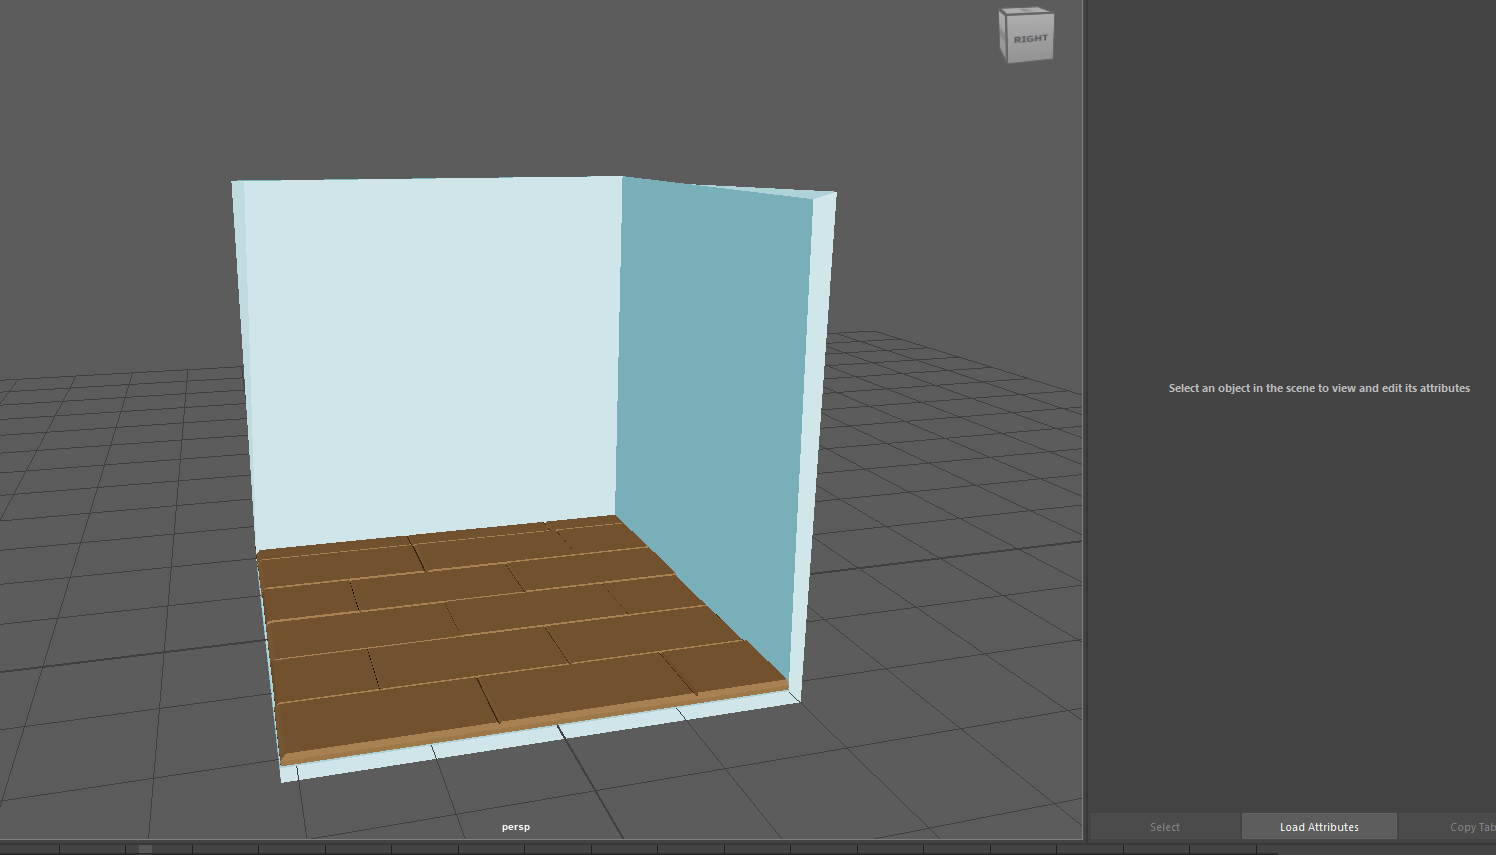 RIGHT
Select an object in the scene to view and edit its attributes
persp
Select
Load Attributes
Copy Tab